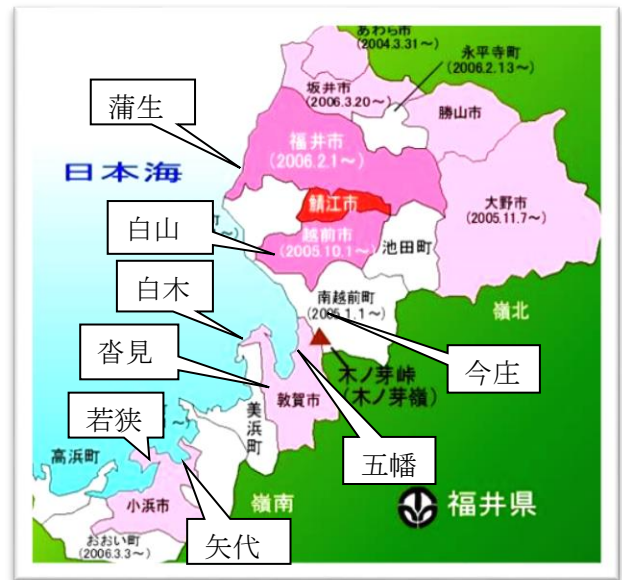 あわら市
(2004.3.31～)
永平寺町
(2006.2.13～)
坂井市
(2006.3.20～)
勝山市
蒲生
福井市
(2006.2.1～)
日本海
鯖江市
大野市
(2005.11.7～)
町
白山
越前市
(2005.10.1～)
池田町
白木
南越前町
(2005.1.1～)
嶺北
沓見
木ノ芽峠
(木ノ芽嶺)
今庄
敦賀市
美浜町
若狭
五幡
高浜町
小浜市
嶺南
福井県
矢代
おおい町
(2006.3.3～)